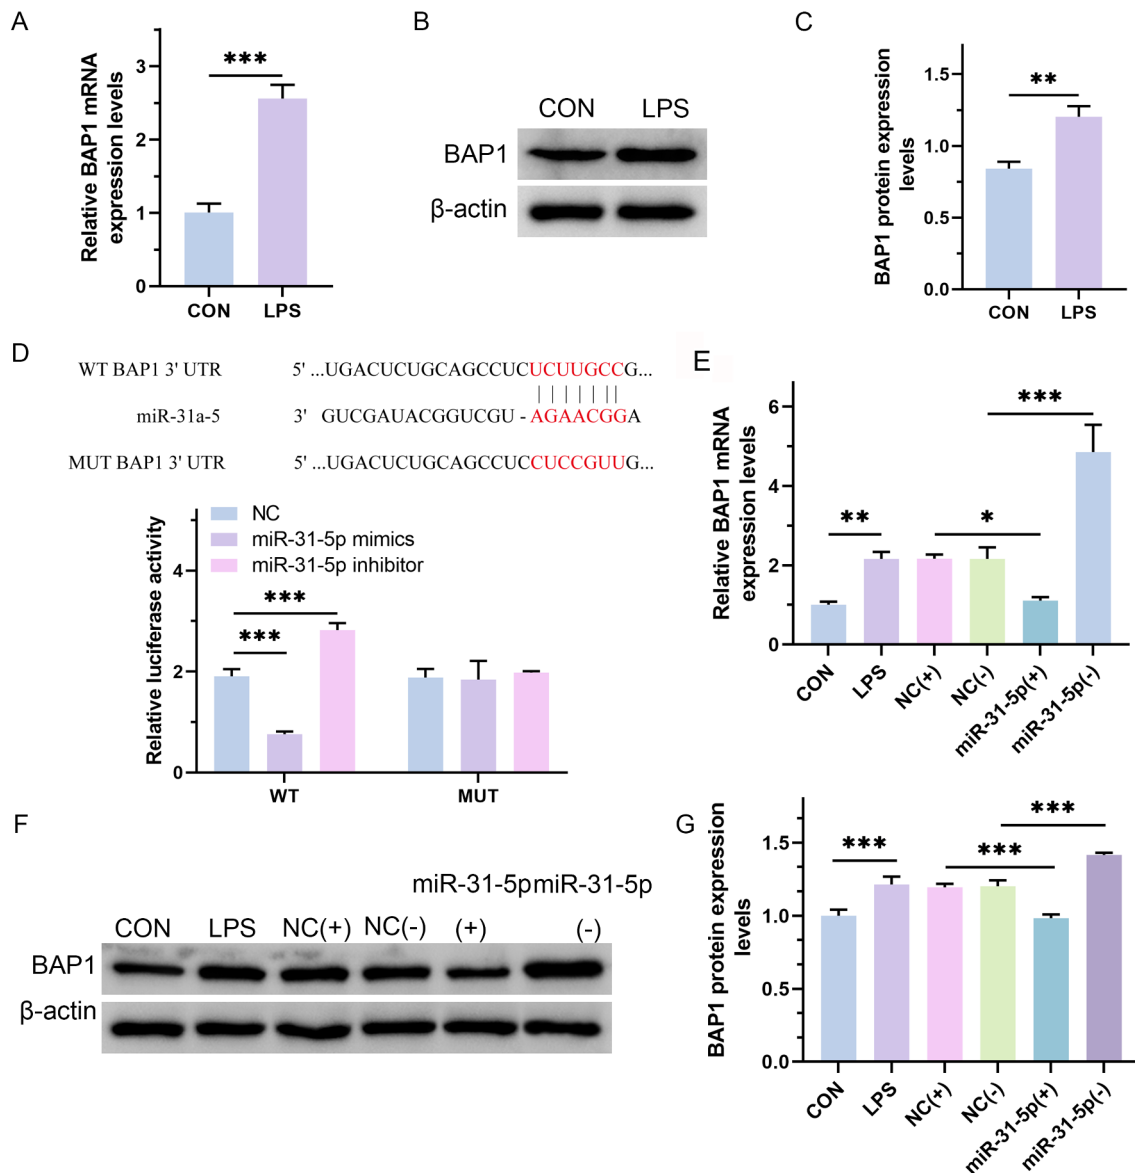 A
Relative BAP1 mRNA
expression levels
3
2
1
0
***
CON LPS
B
CON LPS
BAP1
β-actin
C
BAP1 protein expression
levels
1.5
1.0
0.5
0.0
**
CON LPS
D
WT BAP1 3' UTR 5' ...UGACUCUGCAGCCUCUCUUGCCG...
miR-31a-5 3' GUCGAUACGGUCGU - AGAACGGA
MUT BAP1 3' UTR 5' ...UGACUCUGCAGCCUCCUCCGUUG...
NC
miR-31-5p mimics
miR-31-5p inhibitor
Relative luciferase activity
4
2
0
***
***
WT MUT
E
Relative BAP1 mRNA
expression levels
6
4
2
0
**
*
***
CON LPS NC(+) NC(-) miR-31-5p(+) miR-31-5p(-)
F
miR-31-5p miR-31-5p
CON LPS NC(+) NC(-) (+) (-)
BAP1
β-actin
G
BAP1 protein expression
levels
1.5
1.0
0.5
0.0
***
***
***
CON LPS NC(+) NC(-) miR-31-5p(+) miR-31-5p(-)